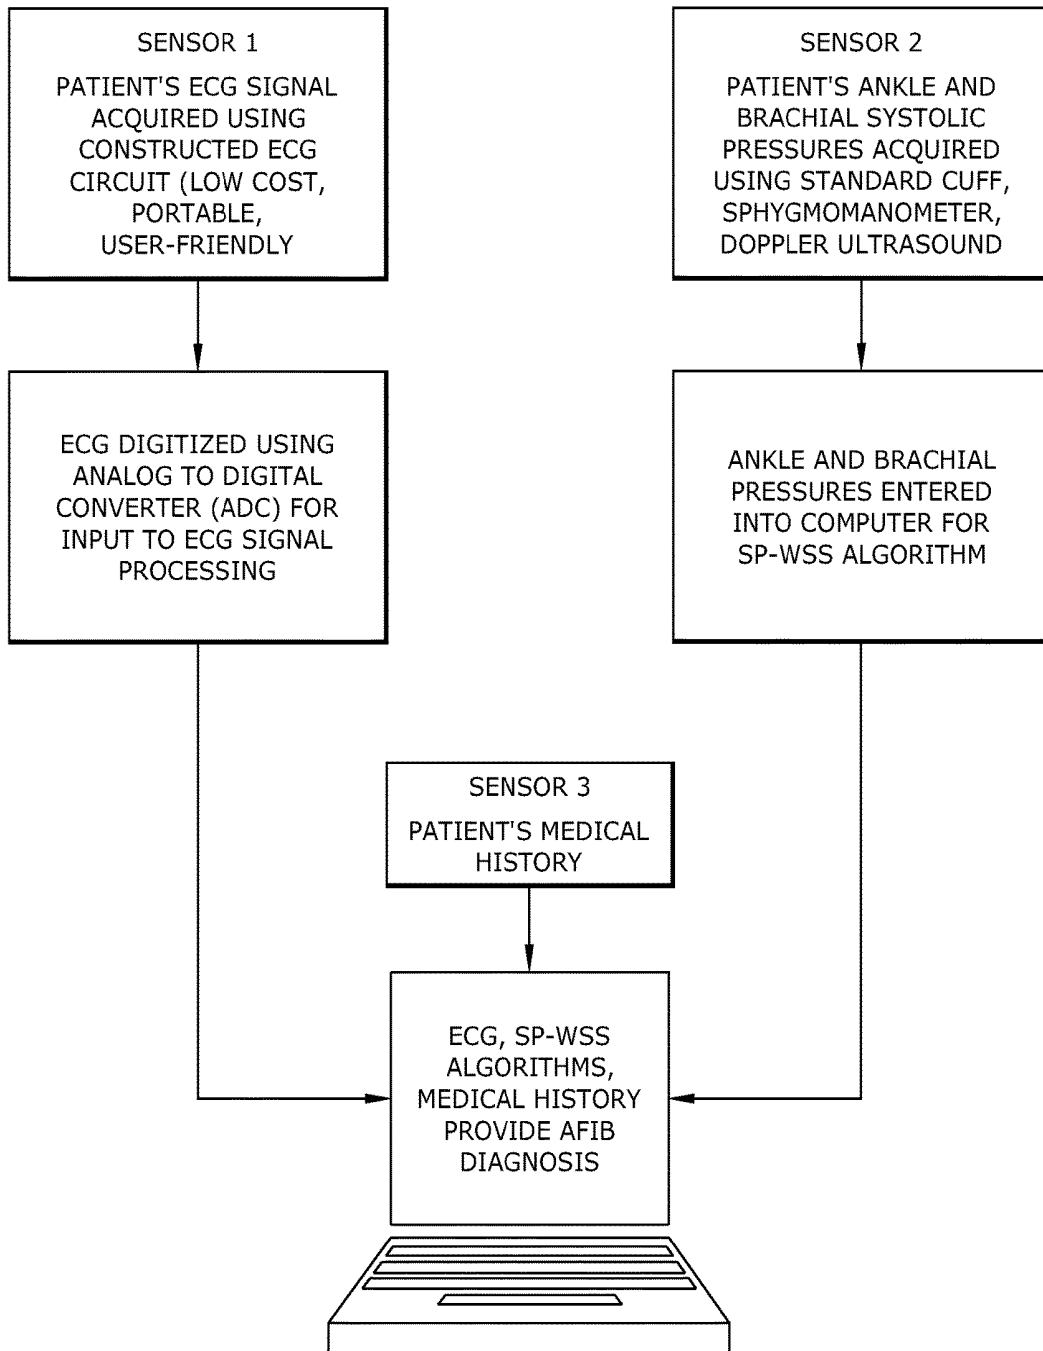 SENSOR 1
PATIENT'S ECG SIGNAL
ACQUIRED USING
CONSTRUCTED ECG
CIRCUIT (LOW COST,
PORTABLE,
USER-FRIENDLY
SENSOR 2
PATIENT'S ANKLE AND
BRACHIAL SYSTOLIC
PRESSURES ACQUIRED
USING STANDARD CUFF,
SPHYGMOMANOMETER,
DOPPLER ULTRASOUND
ECG DIGITIZED USING
ANALOG TO DIGITAL
CONVERTER (ADC) FOR
INPUT TO ECG SIGNAL
PROCESSING
ANKLE AND BRACHIAL
PRESSURES ENTERED
INTO COMPUTER FOR
SP-WSS ALGORITHM
SENSOR 3
PATIENT'S MEDICAL
HISTORY
ECG, SP-WSS
ALGORITHMS,
MEDICAL HISTORY
PROVIDE AFIB
DIAGNOSIS